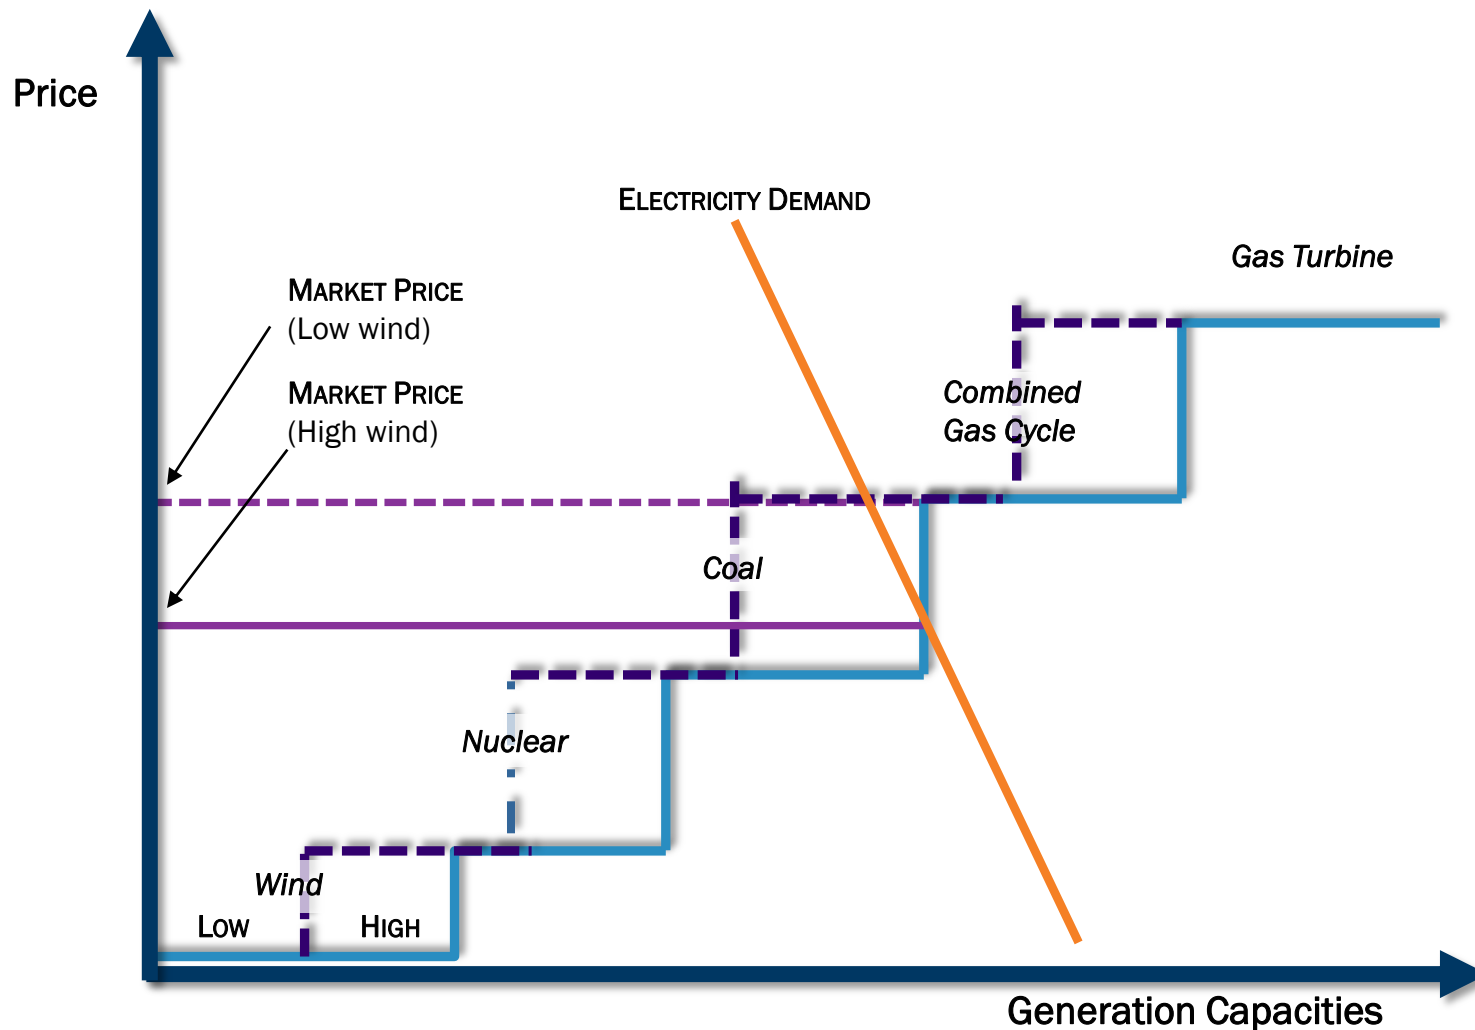 Price
ELECTRICITY DEMAND
Gas Turbine
MARKET PRICE
(Low wind)
MARKET PRICE
(High wind)
Combined
Gas Cycle
Coal
Nuclear
Wind
LOW
HIGH
Generation Capacities